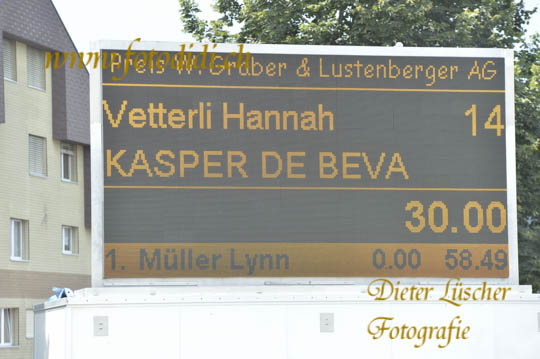 www.fotodidi.ch
Preis W. Gräber & Lustenberger AG
Vetterli Hannah 14
KASPER DE BEVA
30.00
1. Müller Lynn 0.00 58.49
Dieter Lüscher
Fotografie